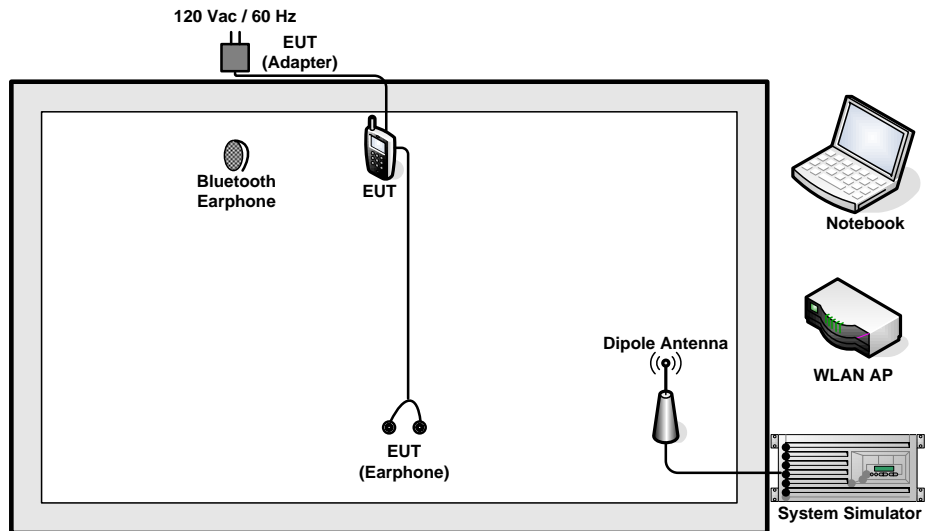 120 Vac / 60 Hz
EUT
(Adapter)
Bluetooth
Earphone
EUT
Notebook
Dipole Antenna
WLAN AP
EUT
(Earphone)
System Simulator